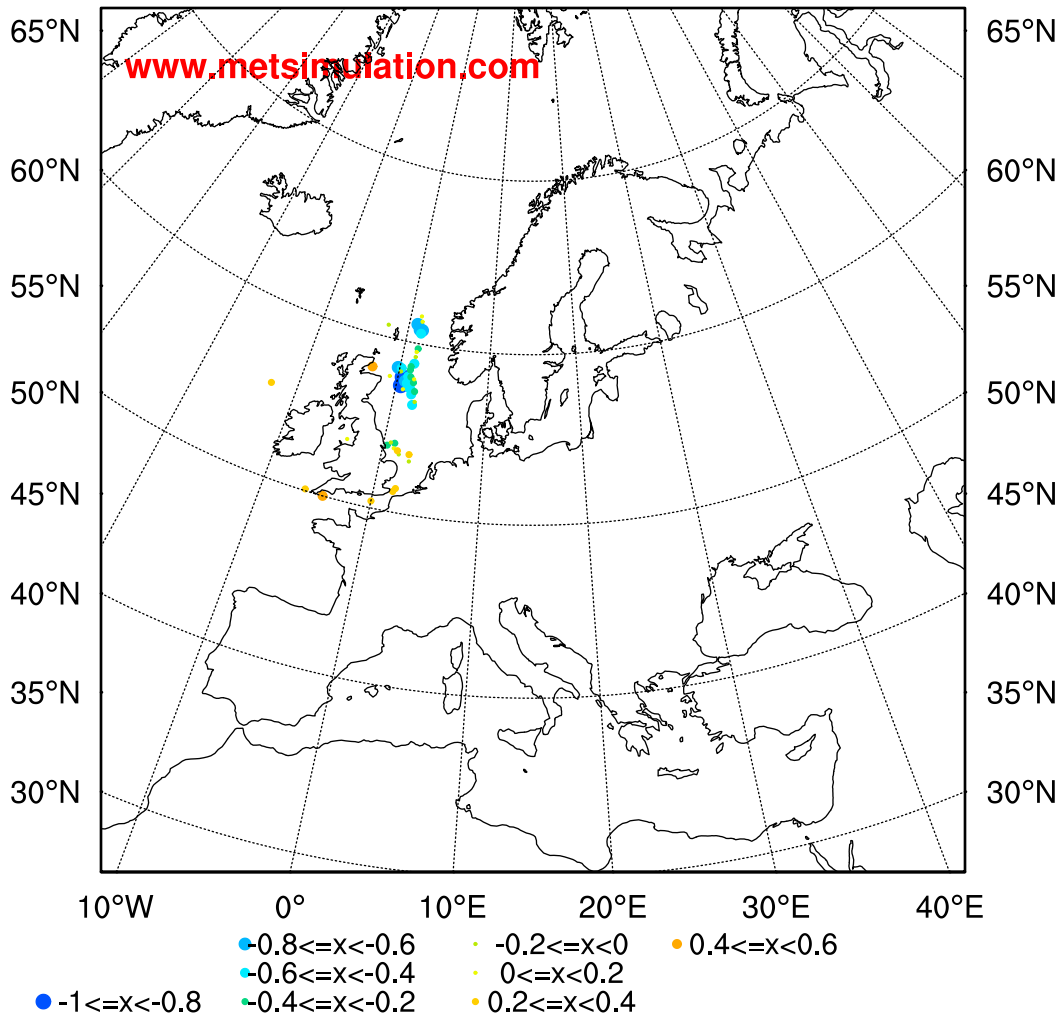 www.metsimulation.com
65°N 65°N
60°N 60°N
55°N 55°N
50°N 50°N
45°N 45°N
40°N 40°N
35°N 35°N
30°N 30°N
10°W 0° 10°E 20°E 30°E 40°E
-0.8<=x<-0.6 -0.2<=x<0 0.4<=x<0.6
-0.6<=x<-0.4 0<=x<0.2
-1<=x<-0.8 -0.4<=x<-0.2 0.2<=x<0.4